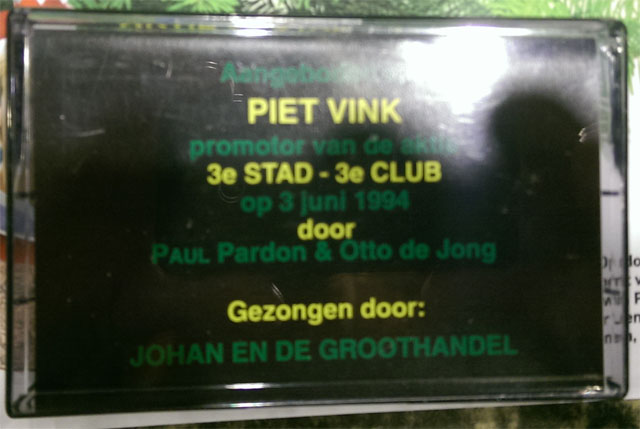 PIET VINK
promotor van de aktie
3e STAD - 3e CLUB
op 3 juni 1994
door
PAUL Pardon & Otto de Jong
Gezongen door:
JOHAN EN DE GROOTHANDEL